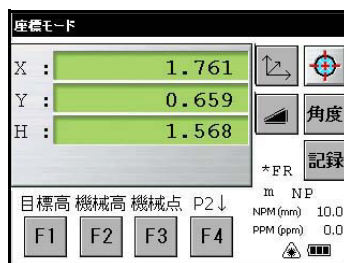 座標モード
X : 1.761
Y : 0.659
H : 1.568
角度
記録
*FR
m NP
目標高 機械高 機械点 P2↓
NPM (mm) 10.0
PPM (ppm) 0.0
F1 F2 F3 F4